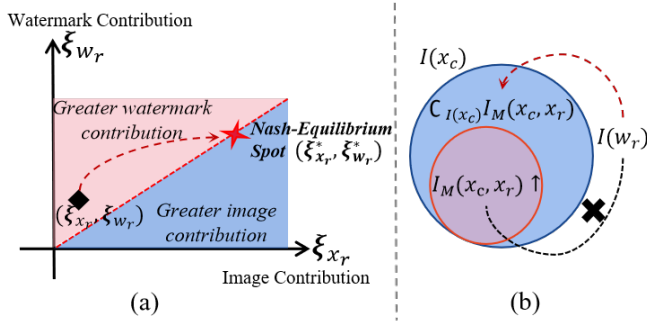 Watermark Contribution
ξ_{w_r}
Greater watermark
contribution
Nash-Equilibrium
Spot (ξ*_{x_r}, ξ*_{w_r})
(ξ_{x_r}, ξ_{w_r})
Greater image
contribution
ξ_{x_r}
Image Contribution
(a)
I(x_c)
∁_{I(x_c)} I_M(x_c, x_r)
I(w_r)
I_M(x_c, x_r) ↑
(b)